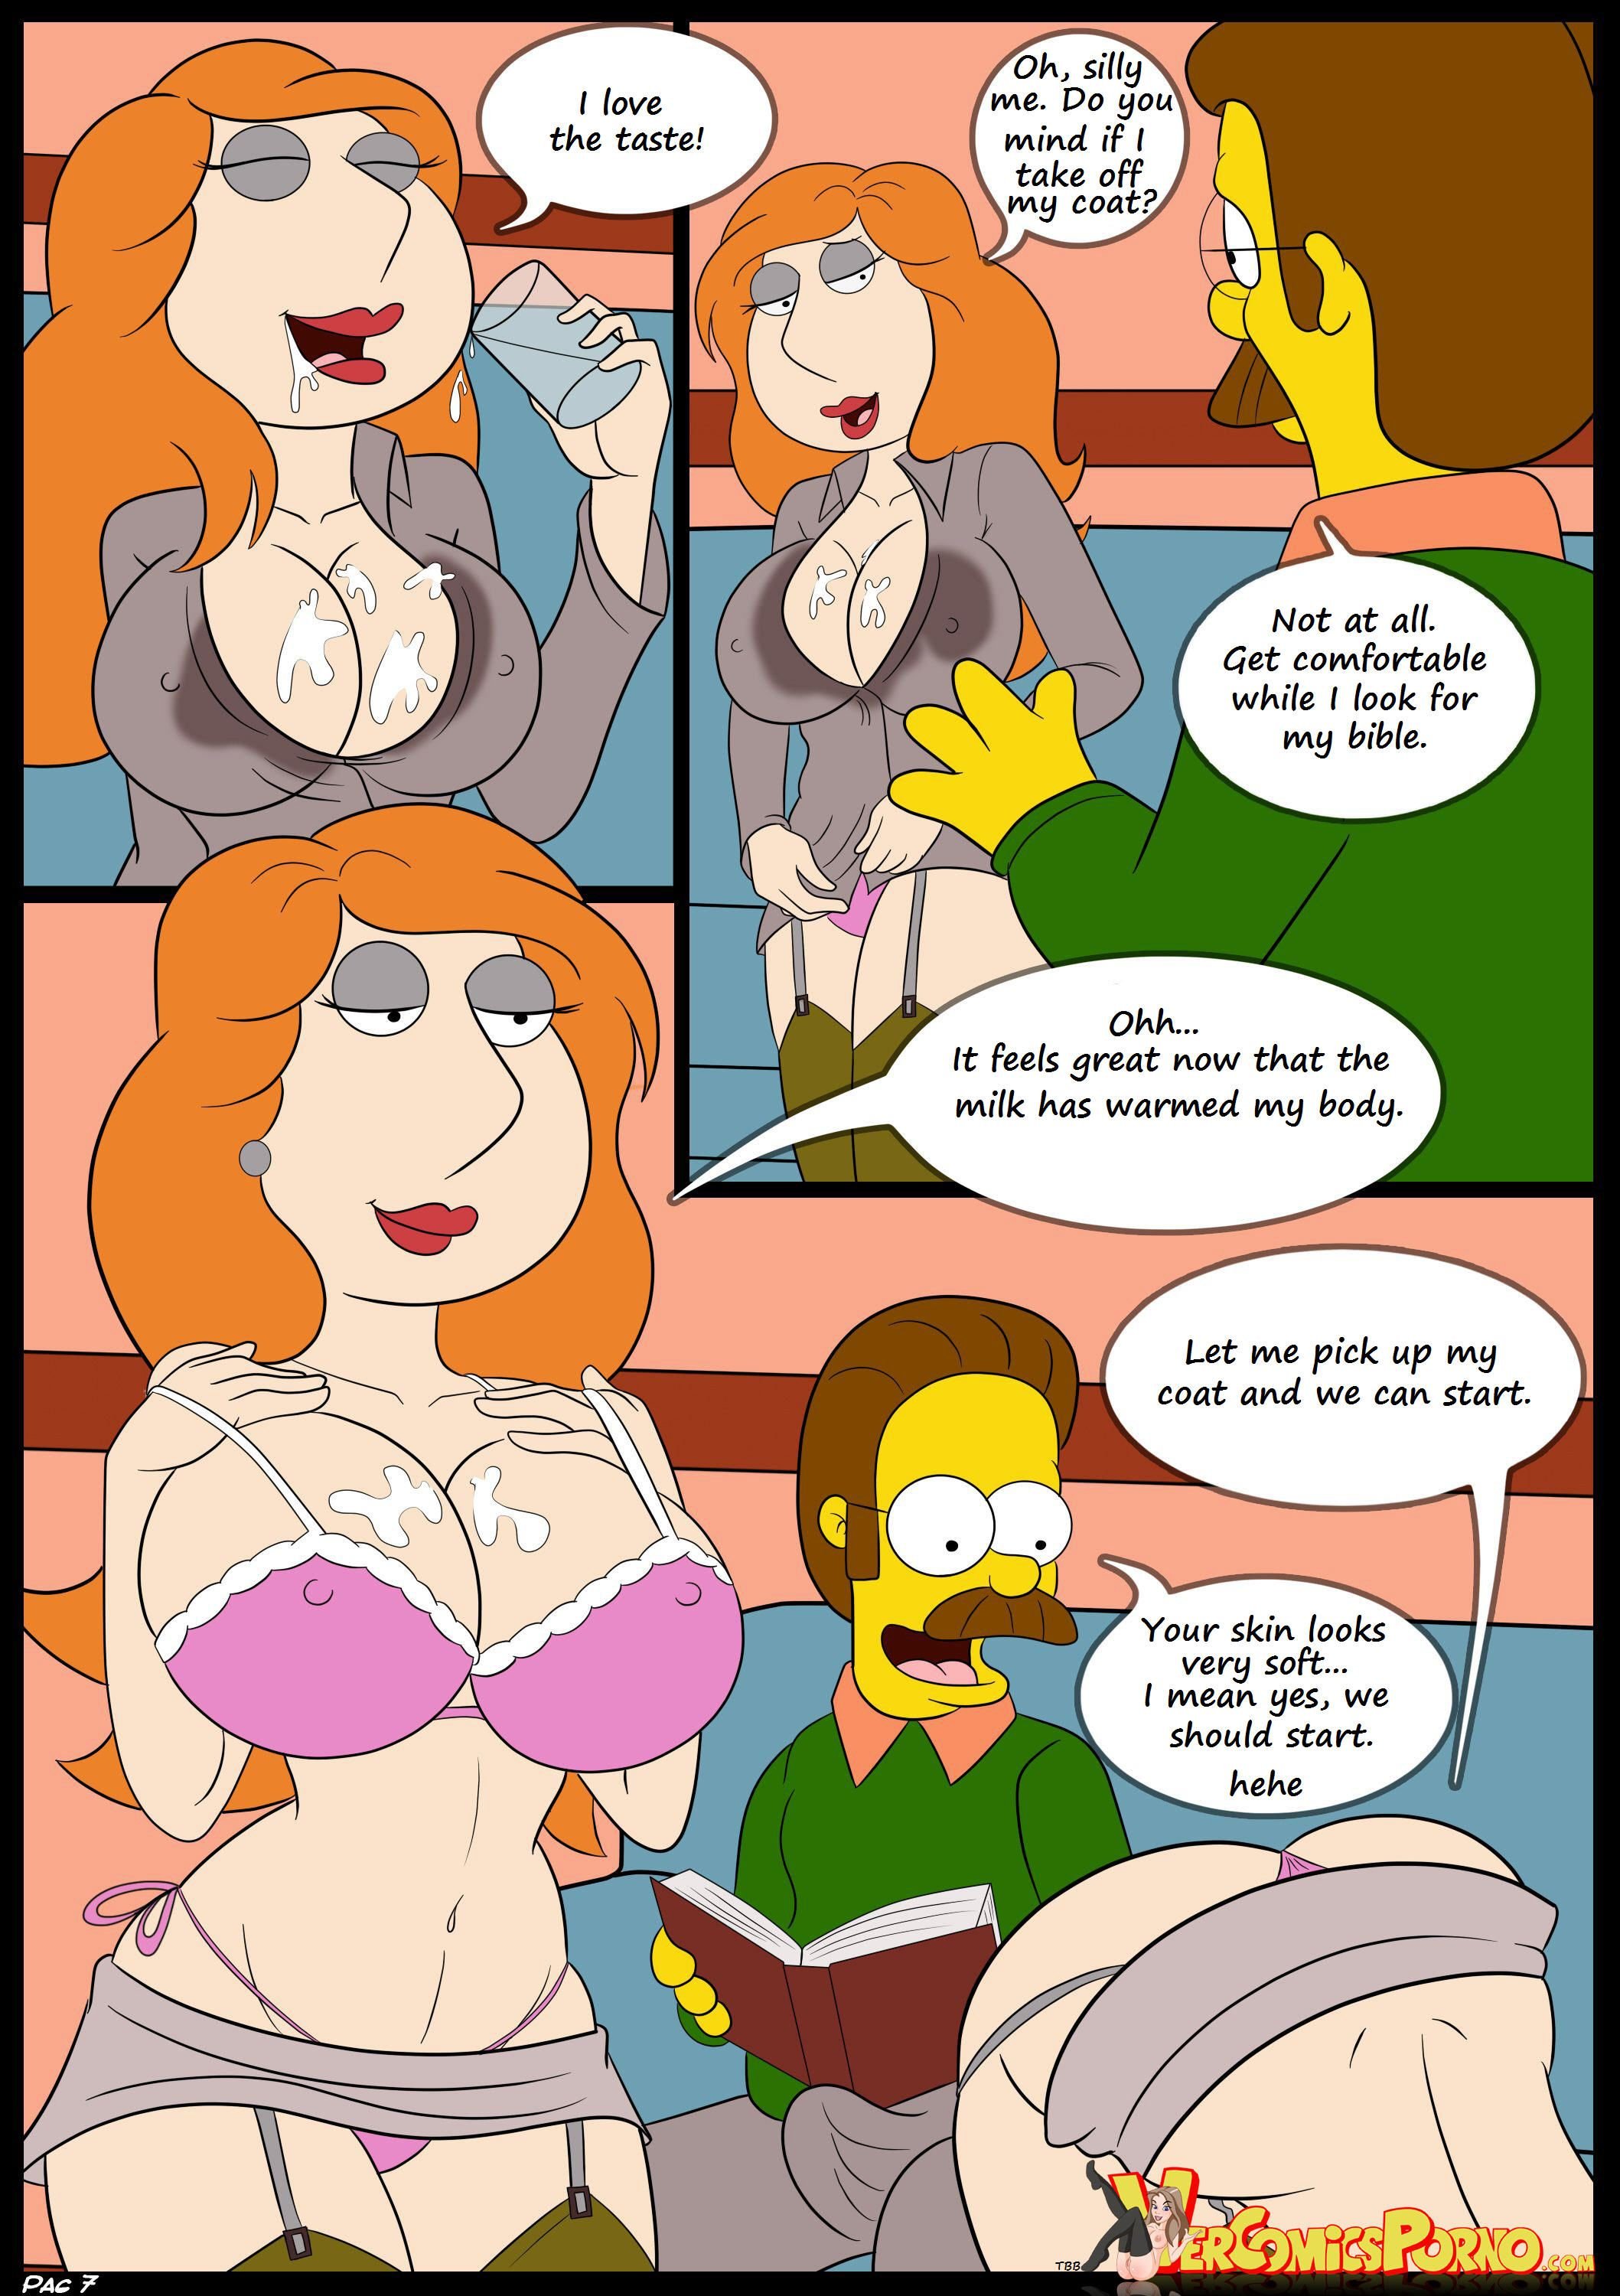 I love
the taste!
Oh, silly
me. Do you
mind if I
take off
my coat?
Not at all.
Get comfortable
while I look for
my bible.
Ohh...
It feels great now that the
milk has warmed my body.
Let me pick up my
coat and we can start.
Your skin looks
very soft...
I mean yes, we
should start.
hehe
TBB
VERCOMICSPORNO.COM
PAG 7